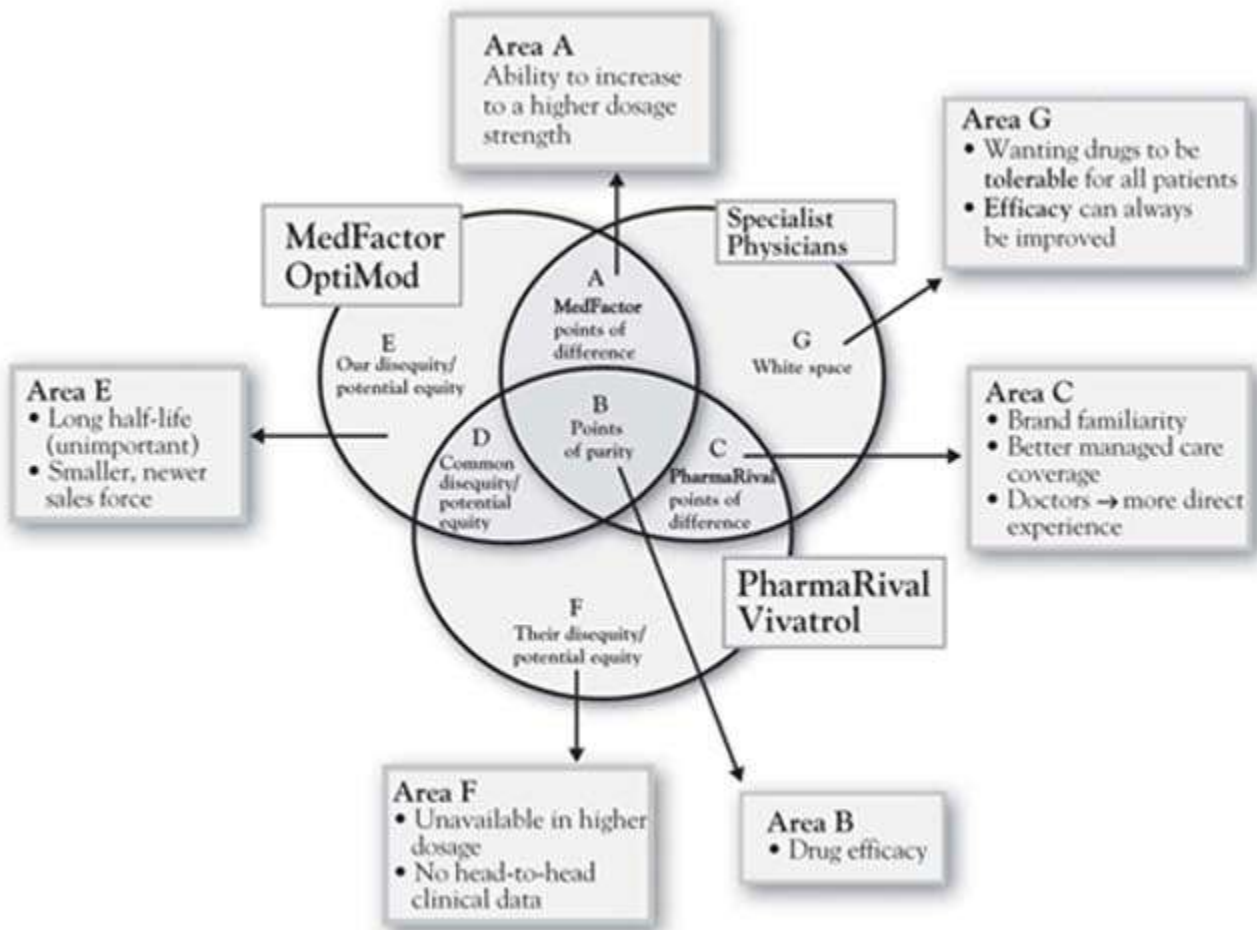 Area A
Ability to increase
to a higher dosage
strength
Area G
• Wanting drugs to be
tolerable for all patients
• Efficacy can always
be improved
MedFactor
OptiMod
Specialist
Physicians
A
MedFactor
points of
difference
E
Our disequity/
potential equity
G
White space
Area E
• Long half-life
(unimportant)
• Smaller, newer
sales force
B
Points
of parity
D
Common
disequity/
potential
equity
C
PharmaRival
points of
difference
Area C
• Brand familiarity
• Better managed care
coverage
• Doctors → more direct
experience
PharmaRival
Vivatrol
F
Their disequity/
potential equity
Area F
• Unavailable in higher
dosage
• No head-to-head
clinical data
Area B
• Drug efficacy